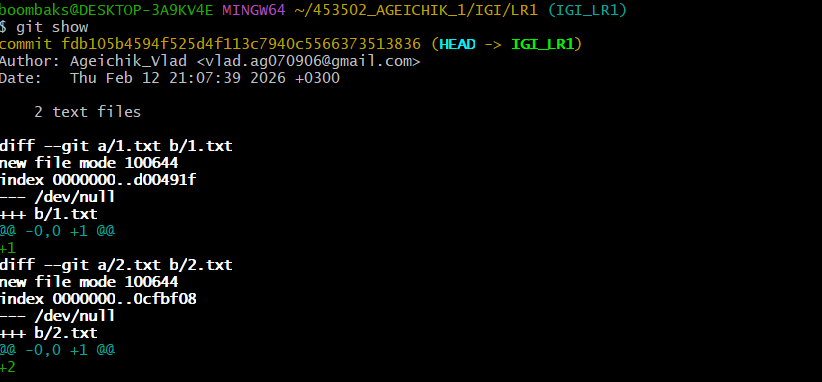 boombaks@DESKTOP-3A9KV4E MINGW64 ~/453502_AGEICHIK_1/IGI/LR1 (IGI_LR1)
$ git show
commit fdb105b4594f525d4f113c7940c5566373513836 (HEAD -> IGI_LR1)
Author: Ageichik_Vlad <vlad.ag070906@gmail.com>
Date:   Thu Feb 12 21:07:39 2026 +0300
    2 text files
diff --git a/1.txt b/1.txt
new file mode 100644
index 0000000..d00491f
--- /dev/null
+++ b/1.txt
@@ -0,0 +1 @@
+1
diff --git a/2.txt b/2.txt
new file mode 100644
index 0000000..0cfbf08
--- /dev/null
+++ b/2.txt
@@ -0,0 +1 @@
+2